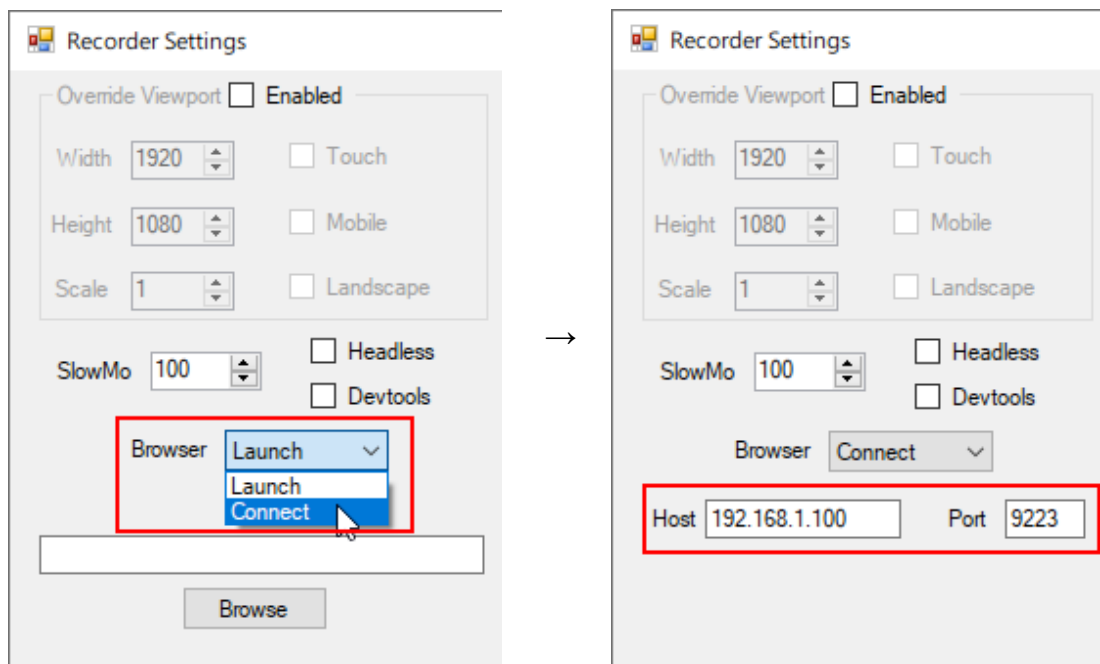 Recorder Settings
Override Viewport Enabled
Width 1920 Touch
Height 1080 Mobile
Scale 1 Landscape
SlowMo 100 Headless
Devtools
Browser Launch
Launch
Connect
Browse
→
Recorder Settings
Override Viewport Enabled
Width 1920 Touch
Height 1080 Mobile
Scale 1 Landscape
SlowMo 100 Headless
Devtools
Browser Connect
Host 192.168.1.100 Port 9223